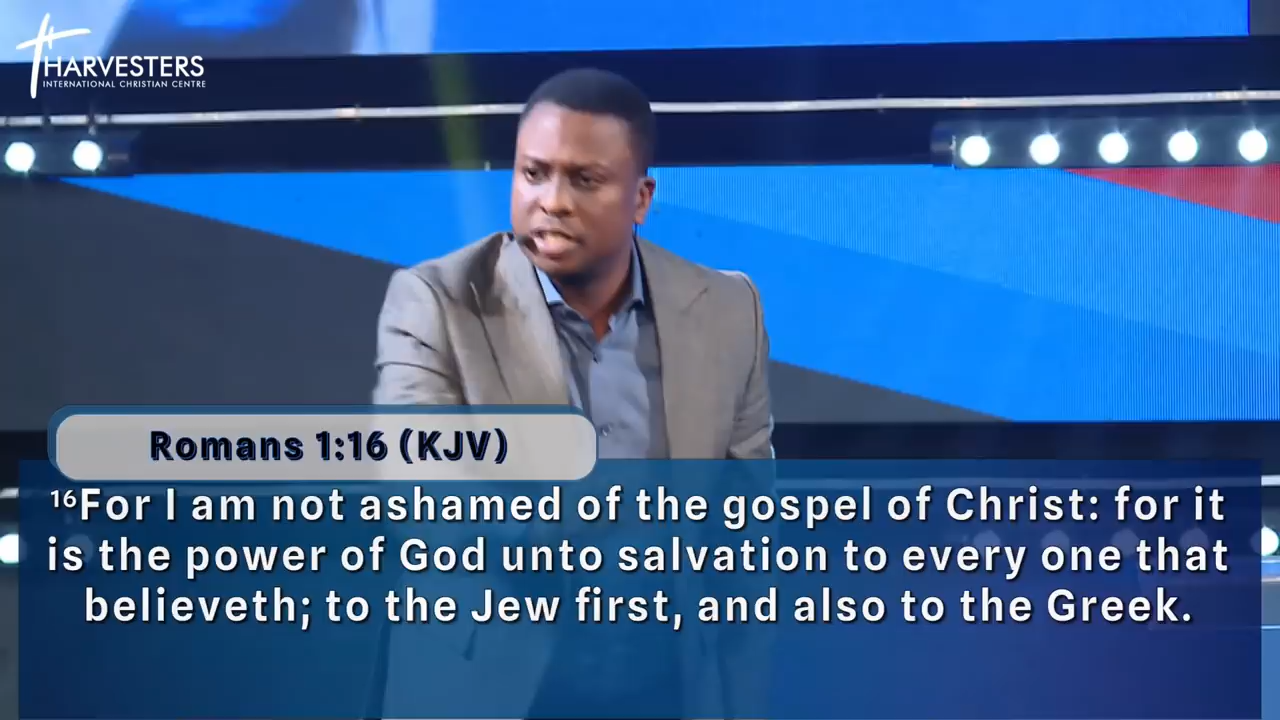 HARVESTERS
INTERNATIONAL CHRISTIAN CENTRE
Romans 1:16 (KJV)
¹⁶For I am not ashamed of the gospel of Christ: for it
is the power of God unto salvation to every one that
believeth; to the Jew first, and also to the Greek.